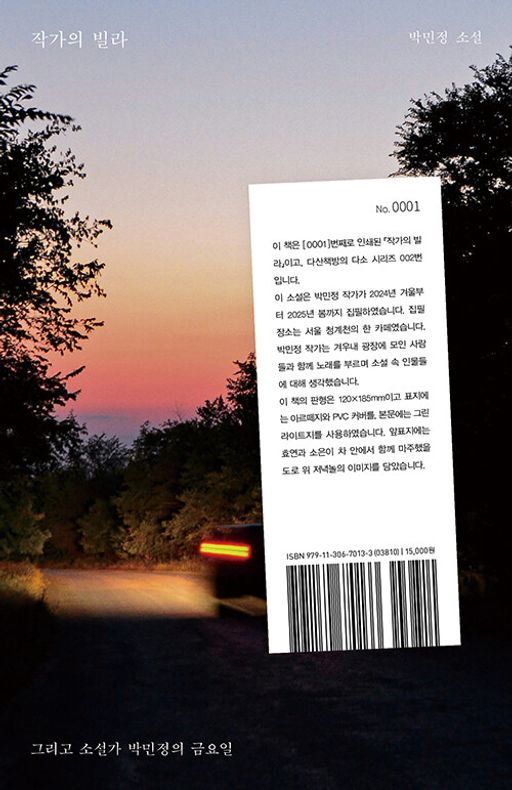 작가의 빌라
박민정 소설
No. 0001
이 책은 [0001]번째로 인쇄된 『작가의 빌
라』이고, 다산책방의 다소 시리즈 002번
입니다.
이 소설은 박민정 작가가 2024년 겨울부
터 2025년 봄까지 집필하였습니다. 집필
장소는 서울 청계천의 한 카페였습니다.
박민정 작가는 겨우내 광장에 모인 사람
들과 함께 노래를 부르며 소설 속 인물들
에 대해 생각했습니다.
이 책의 판형은 120×185mm이고 표지에
는 아르떼지와 PVC 커버를, 본문에는 그린
라이트지를 사용하였습니다. 앞표지에는
효연과 소은이 차 안에서 함께 마주했을
도로 위 저녁놀의 이미지를 담았습니다.
ISBN 979-11-306-7013-3 (03810) | 15,000원
그리고 소설가 박민정의 금요일